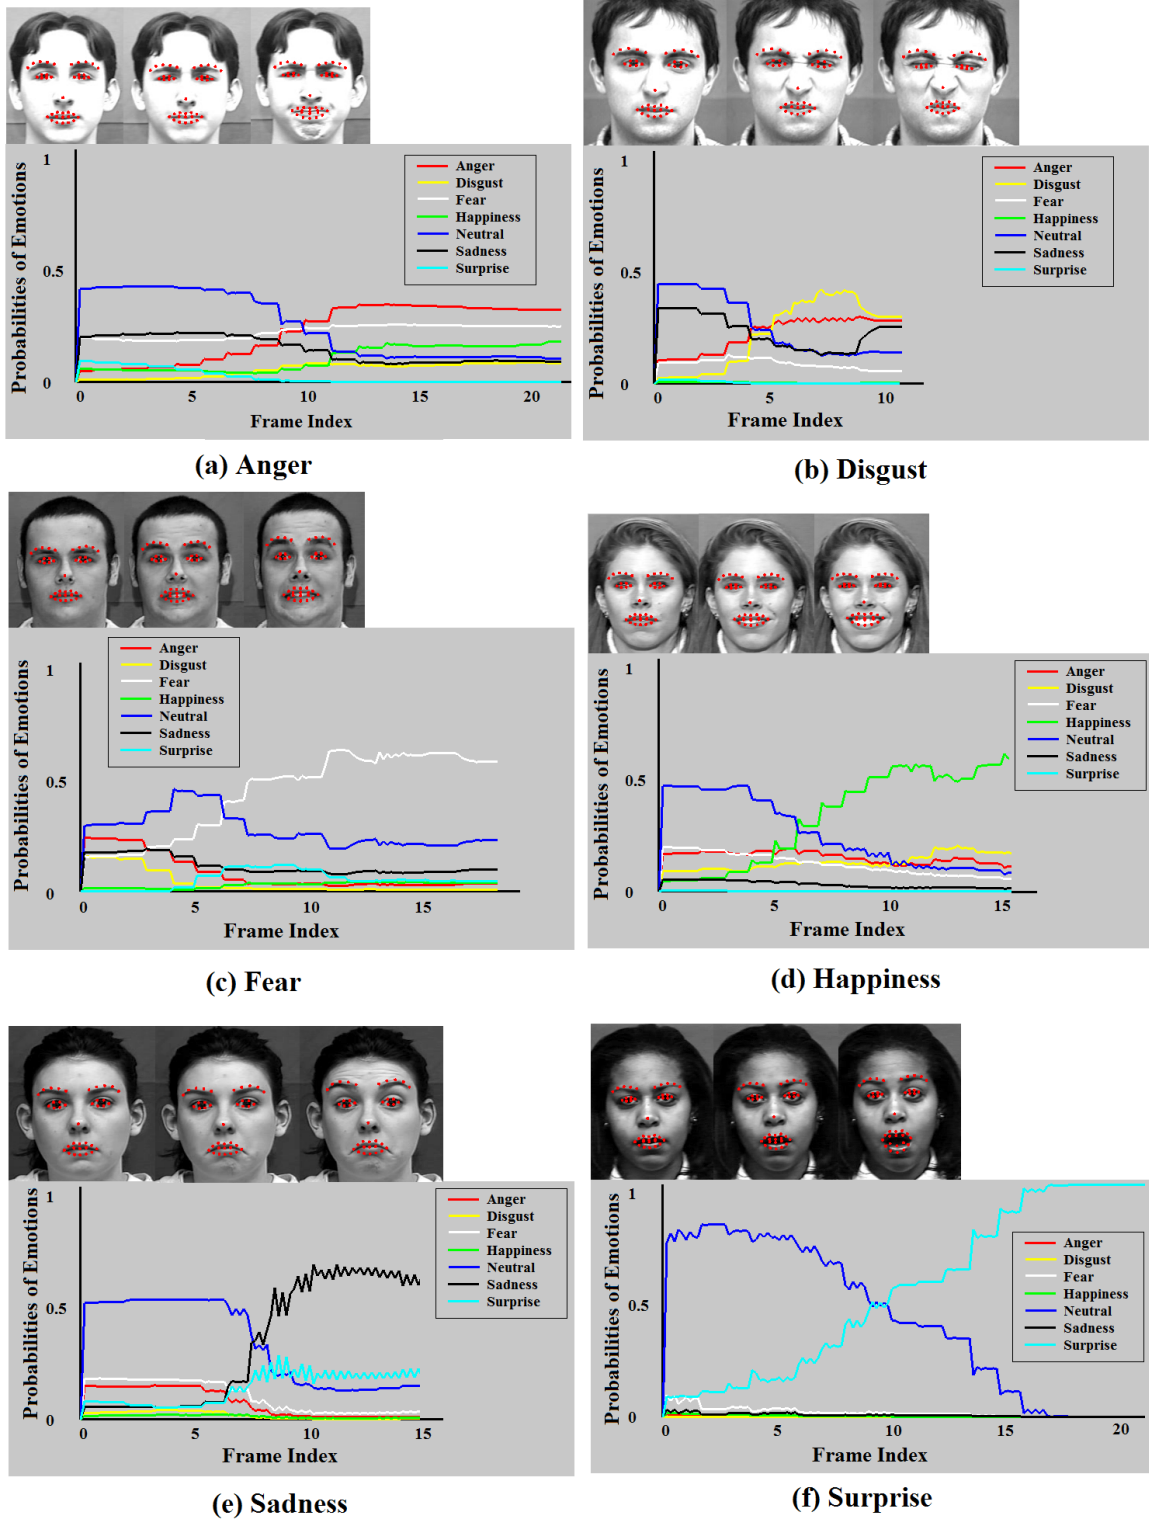 1
Anger
Disgust
Fear
Happiness
Neutral
Sadness
Surprise
0.5
0
Probabilities of Emotions
0 5 10 15 20
Frame Index
(a) Anger
1
Anger
Disgust
Fear
Happiness
Neutral
Sadness
Surprise
0.5
0
Probabilities of Emotions
0 5 10
Frame Index
(b) Disgust
1
Anger
Disgust
Fear
Happiness
Neutral
Sadness
Surprise
0.5
0
Probabilities of Emotions
0 5 10 15
Frame Index
(c) Fear
1
Anger
Disgust
Fear
Happiness
Neutral
Sadness
Surprise
0.5
0
Probabilities of Emotions
0 5 10 15
Frame Index
(d) Happiness
1
Anger
Disgust
Fear
Happiness
Neutral
Sadness
Surprise
0.5
0
Probabilities of Emotions
0 5 10 15
Frame Index
(e) Sadness
1
Anger
Disgust
Fear
Happiness
Neutral
Sadness
Surprise
0.5
0
Probabilities of Emotions
0 5 10 15 20
Frame Index
(f) Surprise